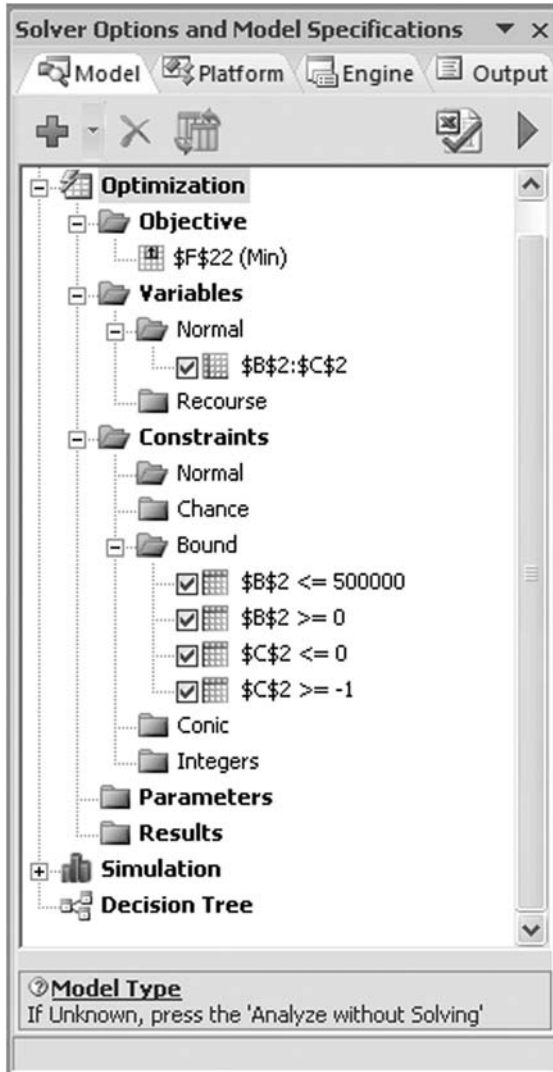 Solver Options and Model Specifications
Model Platform Engine Output
Optimization
Objective
$F$22 (Min)
Variables
Normal
$B$2:$C$2
Recourse
Constraints
Normal
Chance
Bound
$B$2 <= 500000
$B$2 >= 0
$C$2 <= 0
$C$2 >= -1
Conic
Integers
Parameters
Results
Simulation
Decision Tree
Model Type
If Unknown, press the 'Analyze without Solving'